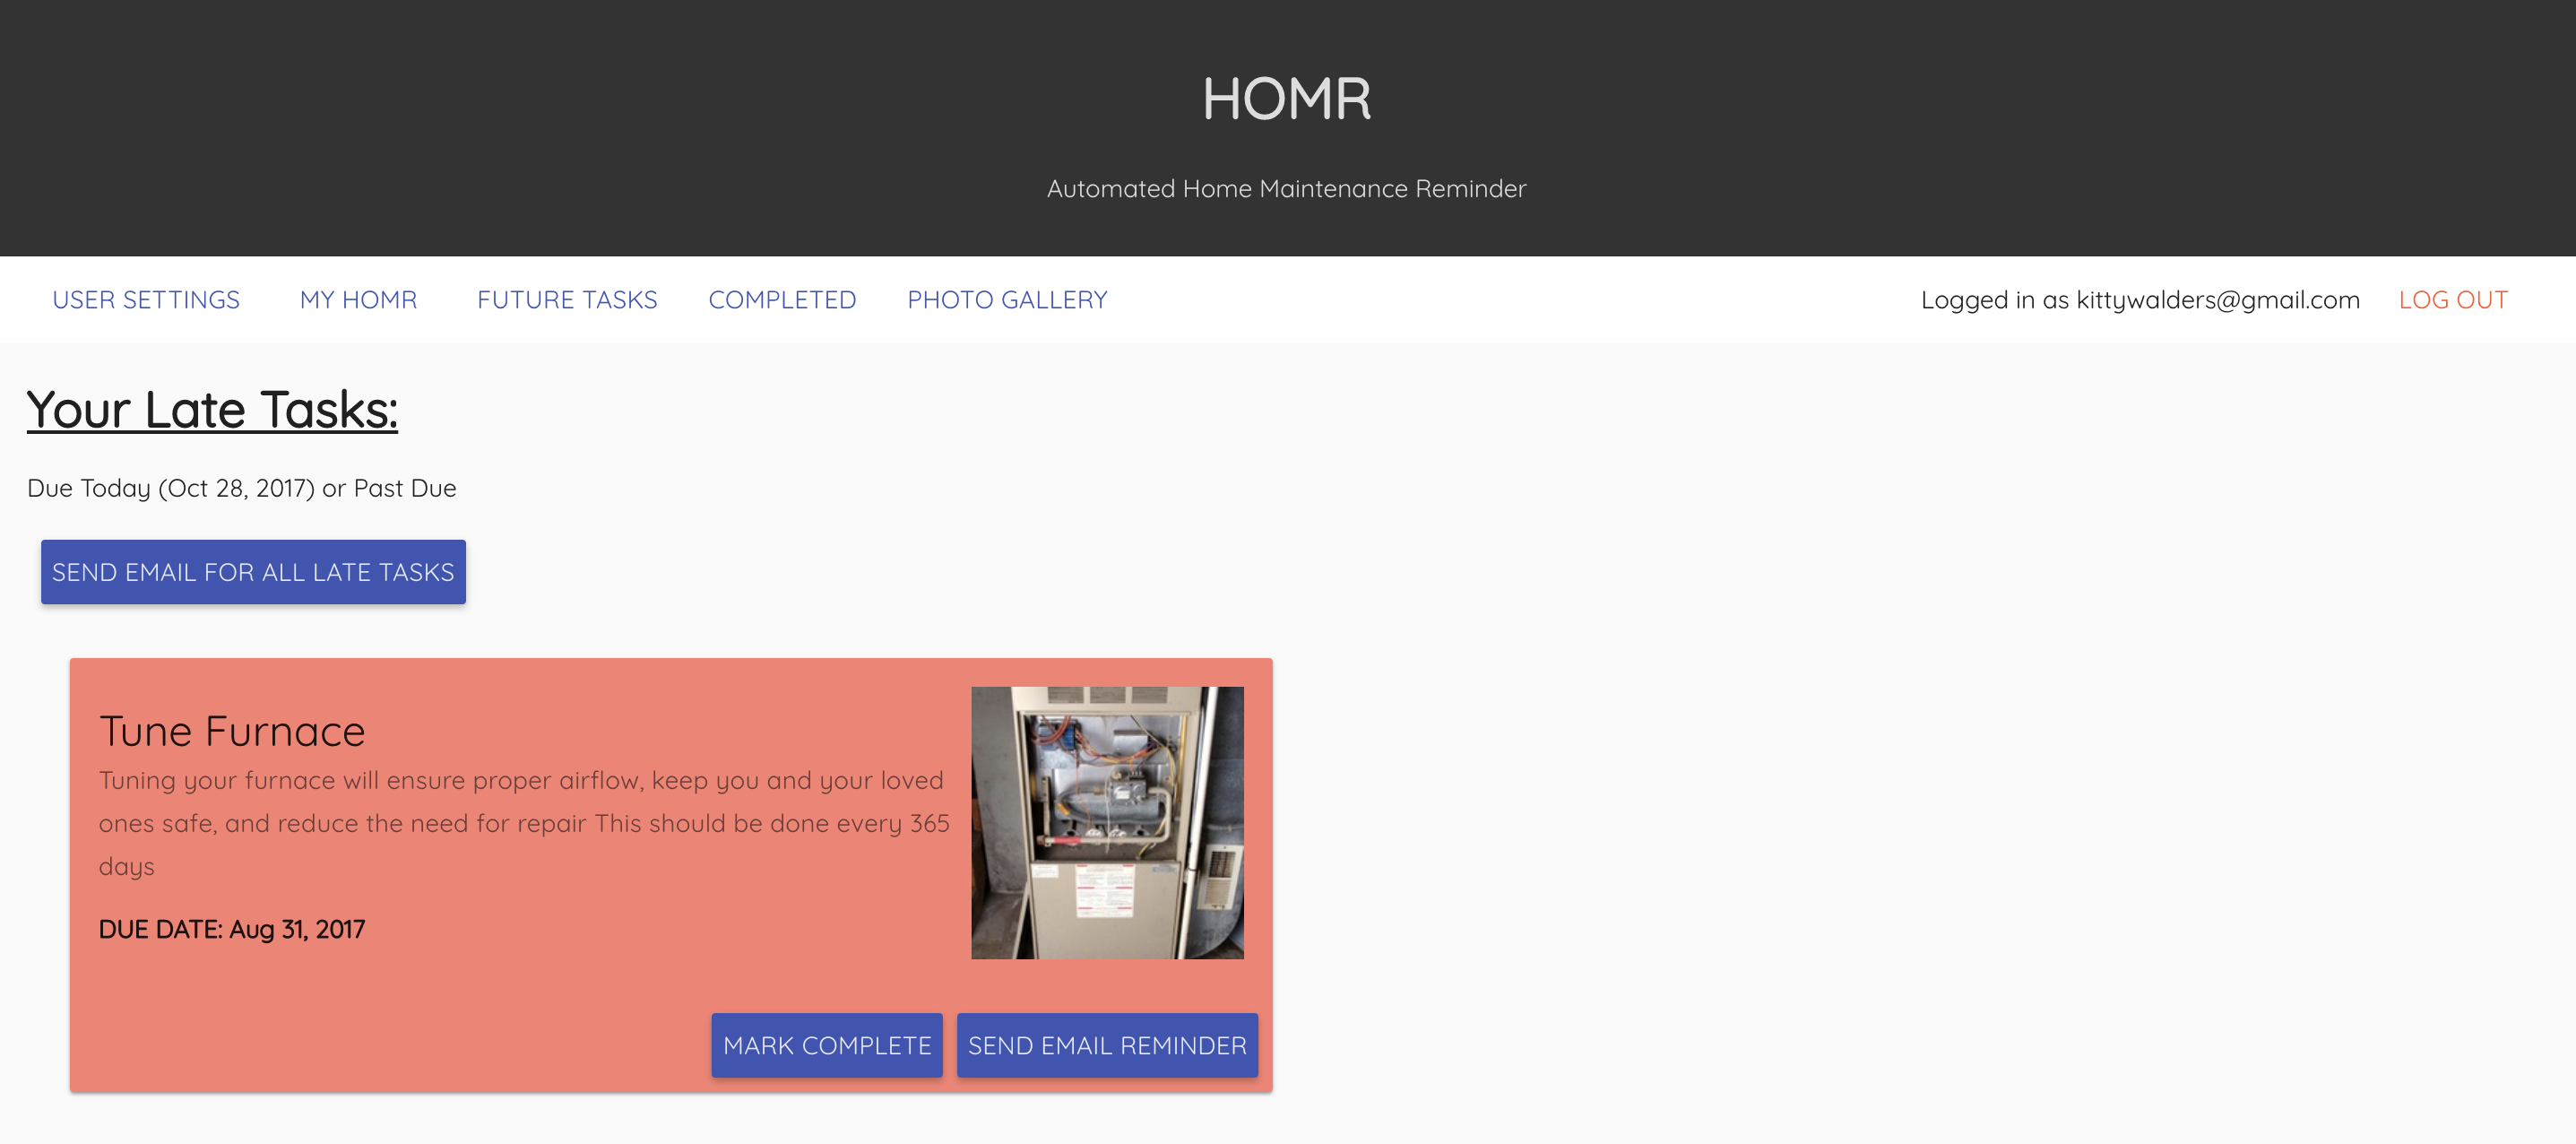 HOMR
Automated Home Maintenance Reminder
USER SETTINGS MY HOMR FUTURE TASKS COMPLETED PHOTO GALLERY Logged in as kittywalders@gmail.com LOG OUT
Your Late Tasks:
Due Today (Oct 28, 2017) or Past Due
SEND EMAIL FOR ALL LATE TASKS
Tune Furnace
Tuning your furnace will ensure proper airflow, keep you and your loved
ones safe, and reduce the need for repair This should be done every 365
days
DUE DATE: Aug 31, 2017
MARK COMPLETE SEND EMAIL REMINDER